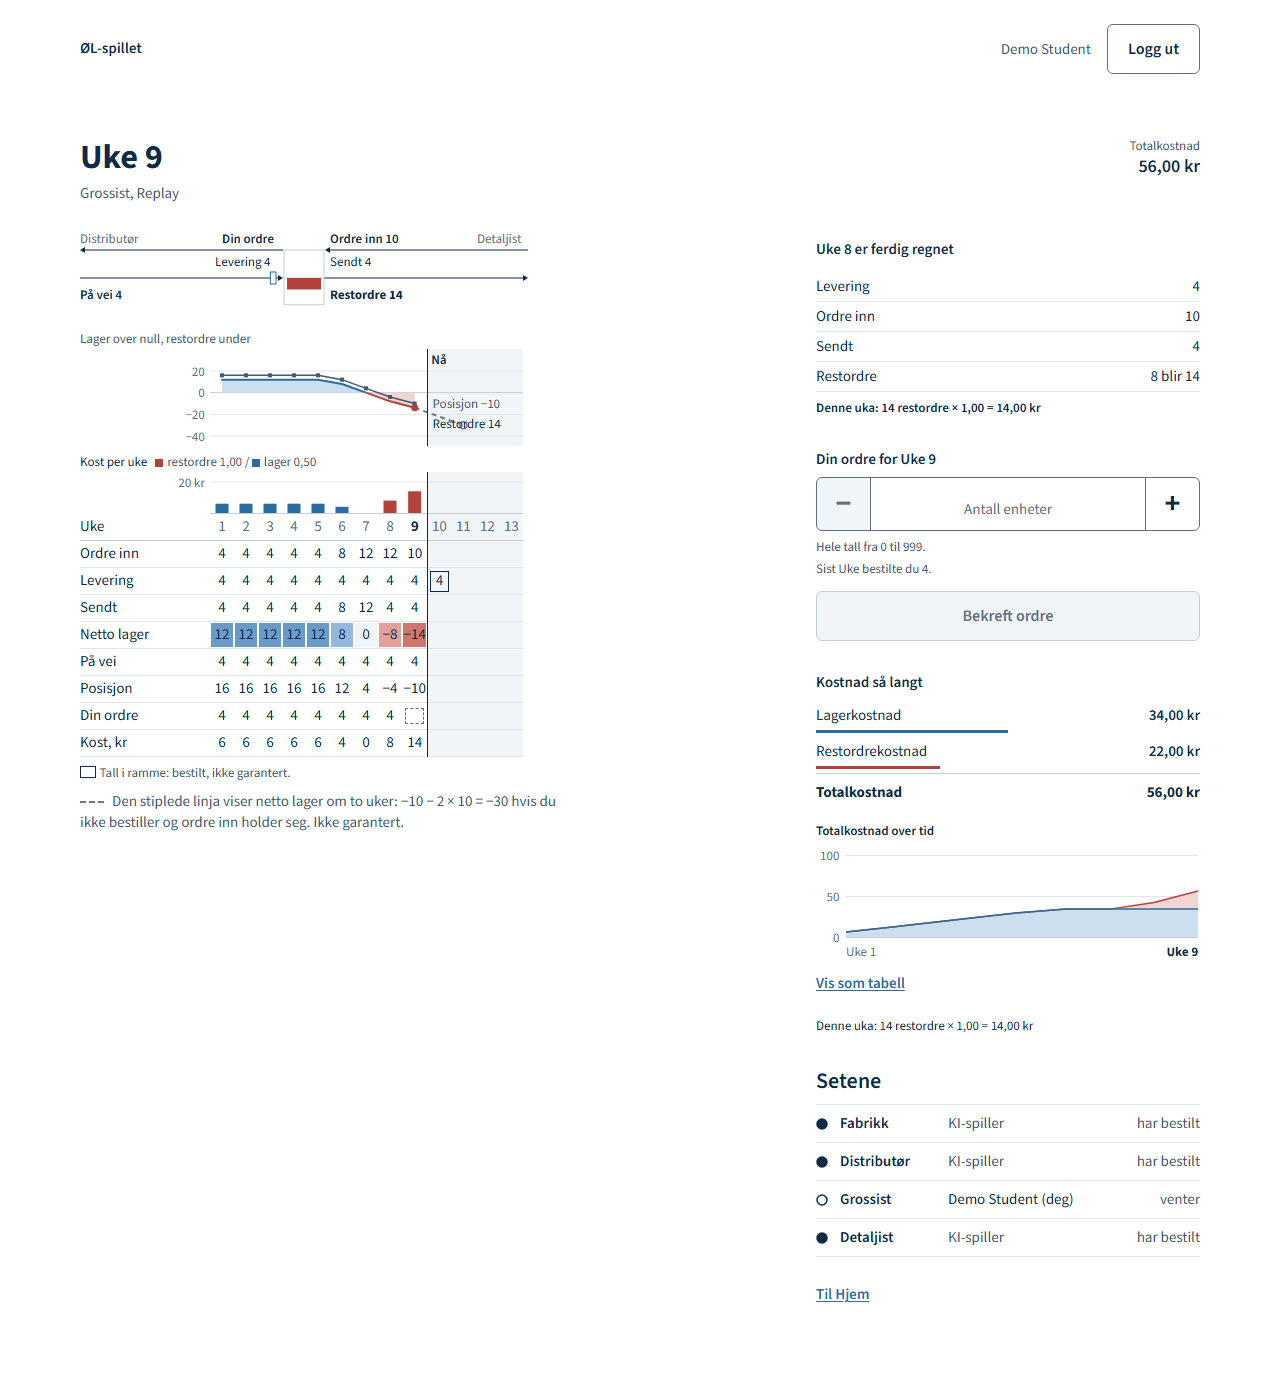 ØL-spillet
Demo Student
Logg ut
Uke 9
Grossist, Replay
Totalkostnad
56,00 kr
Distributør Din ordre Ordre inn 10 Detaljist
Levering 4 Sendt 4
På vei 4 Restordre 14
Lager over null, restordre under
Nå
20
0
−20
−40
Posisjon −10
Restordre 14
Kost per uke restordre 1,00 / lager 0,50
20 kr
Uke 1 2 3 4 5 6 7 8 9 10 11 12 13
Ordre inn 4 4 4 4 4 8 12 12 10
Levering 4 4 4 4 4 4 4 4 4 4
Sendt 4 4 4 4 4 8 12 4 4
Netto lager 12 12 12 12 12 8 0 −8 −14
På vei 4 4 4 4 4 4 4 4 4
Posisjon 16 16 16 16 16 12 4 −4 −10
Din ordre 4 4 4 4 4 4 4 4
Kost, kr 6 6 6 6 6 4 0 8 14
Tall i ramme: bestilt, ikke garantert.
Den stiplede linja viser netto lager om to uker: −10 − 2 × 10 = −30 hvis du
ikke bestiller og ordre inn holder seg. Ikke garantert.
Uke 8 er ferdig regnet
Levering 4
Ordre inn 10
Sendt 4
Restordre 8 blir 14
Denne uka: 14 restordre × 1,00 = 14,00 kr
Din ordre for Uke 9
− Antall enheter +
Hele tall fra 0 til 999.
Sist Uke bestilte du 4.
Bekreft ordre
Kostnad så langt
Lagerkostnad 34,00 kr
Restordrekostnad 22,00 kr
Totalkostnad 56,00 kr
Totalkostnad over tid
100
50
0
Uke 1 Uke 9
Vis som tabell
Denne uka: 14 restordre × 1,00 = 14,00 kr
Setene
Fabrikk KI-spiller har bestilt
Distributør KI-spiller har bestilt
Grossist Demo Student (deg) venter
Detaljist KI-spiller har bestilt
Til Hjem